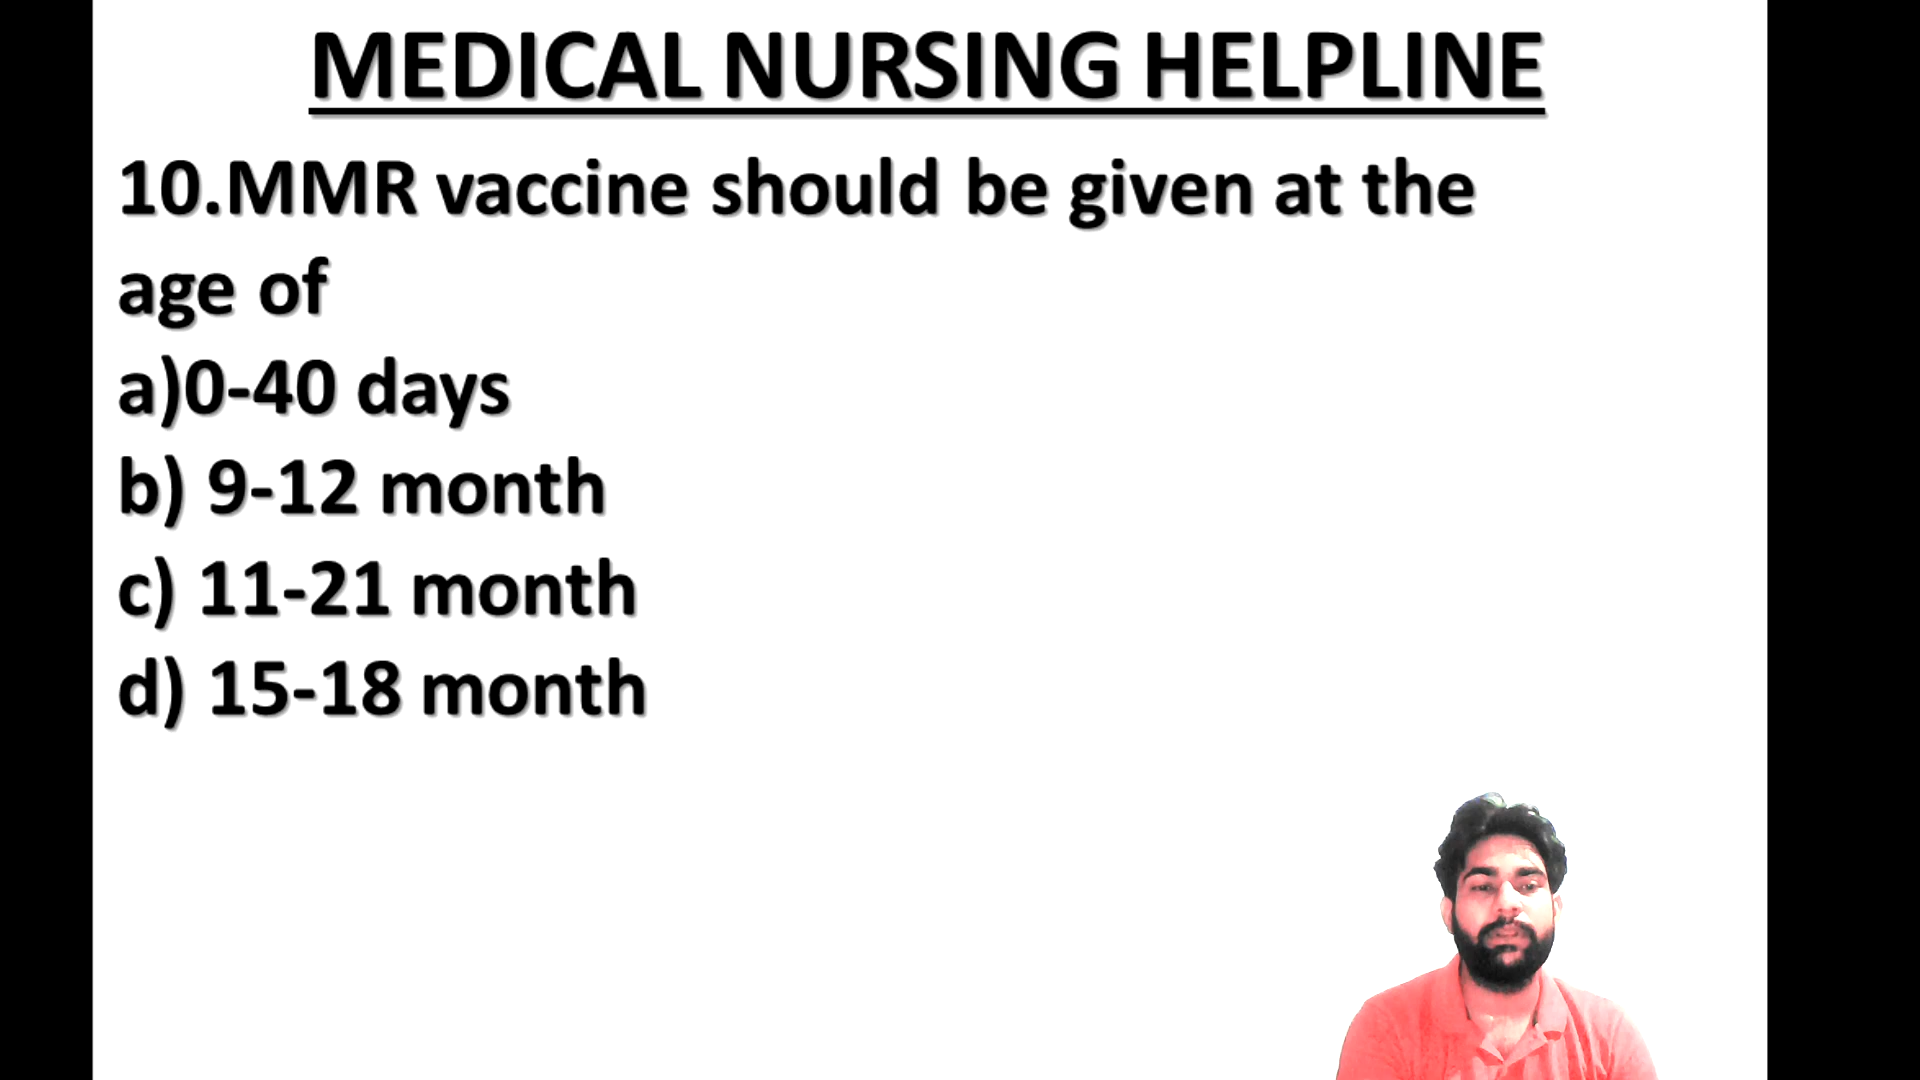 MEDICAL NURSING HELPLINE
10.MMR vaccine should be given at the
age of
a)0-40 days
b) 9-12 month
c) 11-21 month
d) 15-18 month